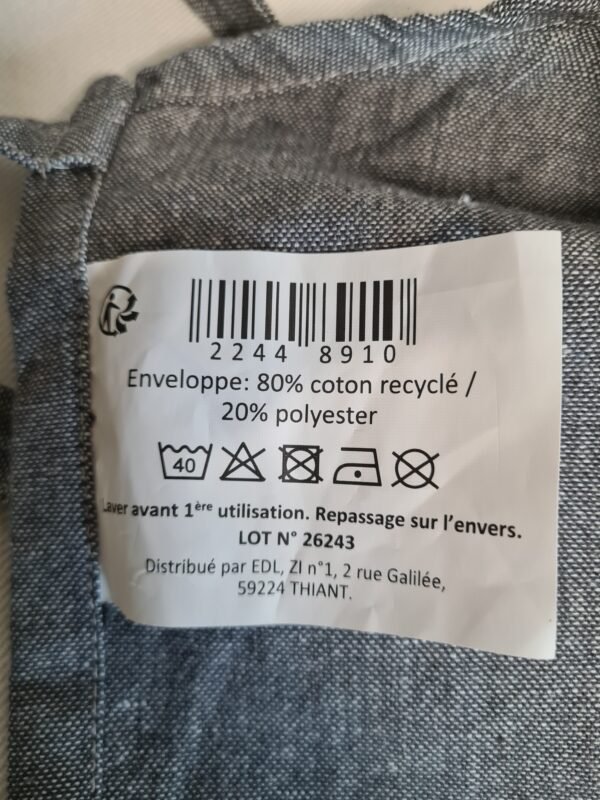 2244 8910
Enveloppe: 80% coton recyclé /
20% polyester
40
Laver avant 1ère utilisation. Repassage sur l'envers.
LOT N° 26243
Distribué par EDL, ZI n°1, 2 rue Galilée,
59224 THIANT.